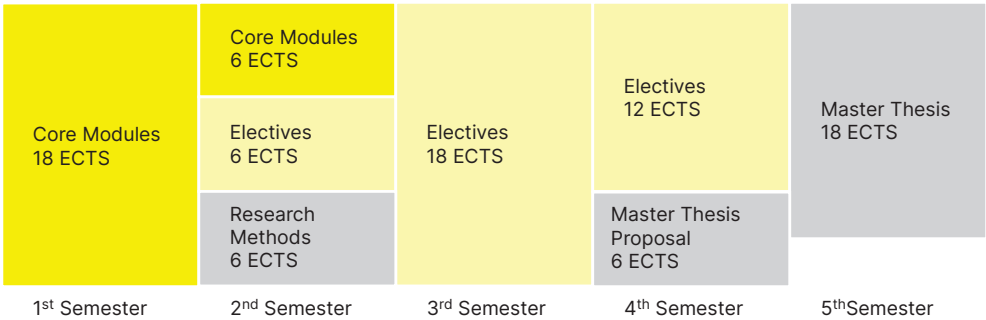 Core Modules
18 ECTS
Core Modules
6 ECTS
Electives
6 ECTS
Research
Methods
6 ECTS
Electives
18 ECTS
Electives
12 ECTS
Master Thesis
Proposal
6 ECTS
Master Thesis
18 ECTS
1st Semester
2nd Semester
3rd Semester
4th Semester
5thSemester